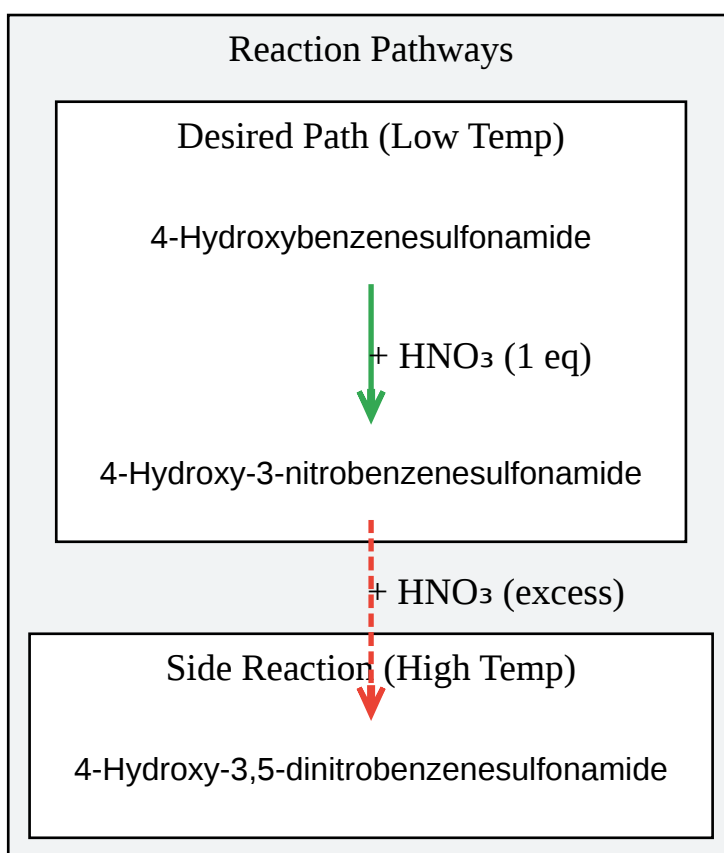 Reaction Pathways
Desired Path (Low Temp)
4-Hydroxybenzenesulfonamide
+ HNO₃ (1 eq)
4-Hydroxy-3-nitrobenzenesulfonamide
+ HNO₃ (excess)
Side Reaction (High Temp)
4-Hydroxy-3,5-dinitrobenzenesulfonamide